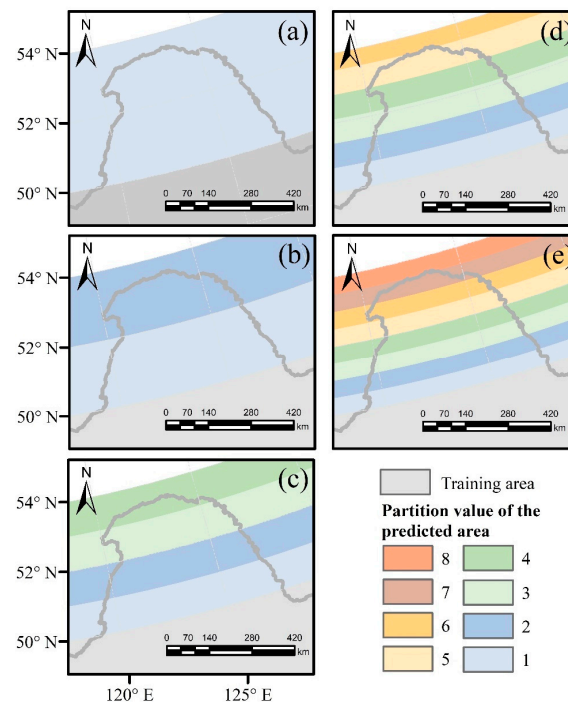 (a)
N
54° N
52° N
50° N
0 70 140 280 420
km
(d)
N
0 70 140 280 420
km
(b)
N
54° N
52° N
50° N
0 70 140 280 420
km
(e)
N
0 70 140 280 420
km
(c)
N
54° N
52° N
50° N
0 70 140 280 420
km
120° E 125° E
Training area
Partition value of the
predicted area
8 4
7 3
6 2
5 1